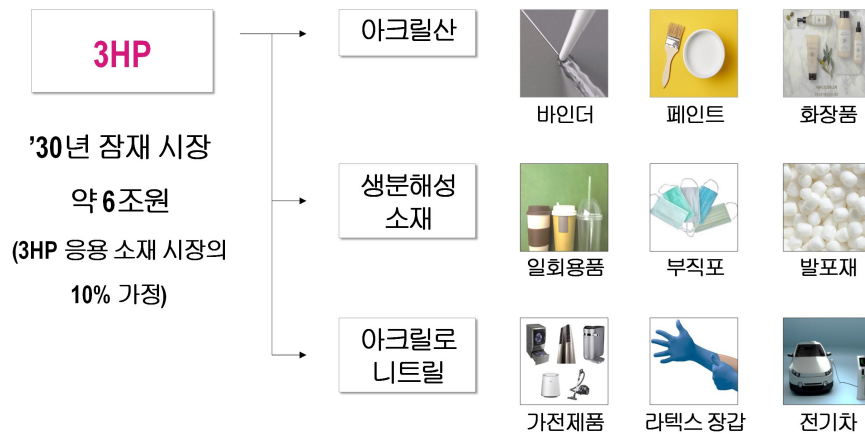 3HP
’30년 잠재 시장
약 6조원
(3HP 응용 소재 시장의
10% 가정)
아크릴산
바인더
페인트
화장품
생분해성
소재
일회용품
부직포
발포재
아크릴로
니트릴
가전제품
라텍스 장갑
전기차